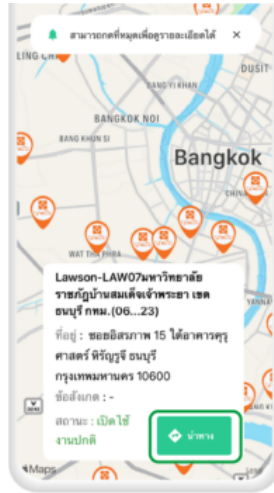 สามารถกดที่หมุดเพื่อดูรายละเอียดได้ ×
DUSIT
BANG YI KHAN
BANGKOK NOI
BANG KHUN SI
Bangkok
WAT THA PHRA
Lawson-LAW07มหาวิทยาลัย
ราชภัฏบ้านสมเด็จเจ้าพระยา เขต
ธนบุรี กทม.(06...23)
ที่อยู่ : ซอยอิสรภาพ 15 ใต้อาคารครุ
ศาสตร์ หิรัญรูจี ธนบุรี
กรุงเทพมหานคร 10600
ข้อสังเกต : -
สถานะ : เปิดใช้
งานปกติ
นำทาง
Maps